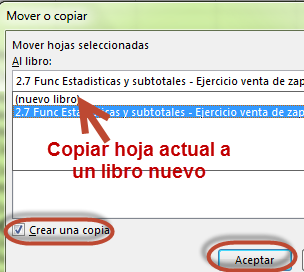 Mover o copiar
Mover hojas seleccionadas
Al libro:
2.7 Func Estadisticas y subtotales - Ejercicio venta de zap
(nuevo libro)
2.7 Func Estadisticas y subtotales - Ejercicio venta de zap
Copiar hoja actual a
un libro nuevo
Crear una copia
Aceptar